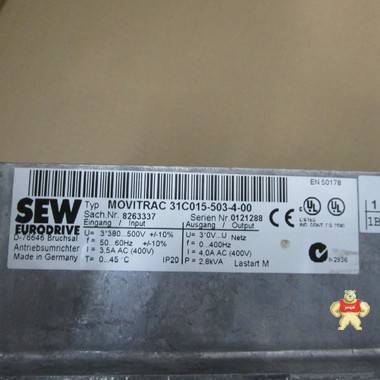 EN 50178
SEW
EURODRIVE
D-76646 Bruchsal
Antriebsumrichter
Made in Germany
Typ MOVITRAC 31C015-503-4-00
Sach.Nr. 8263337 Serien Nr 0121288
Eingang / Input Ausgang / Output
U= 3*380...500V +/-10% U= 3*0V...U Netz
f = 50...60Hz +/-10% f = 0...400Hz
I = 3.5A AC (400V) I = 4.0A AC (400V)
T= 0...45°C IP20 P = 2.8kVA Lastart M
LISTED
N2936